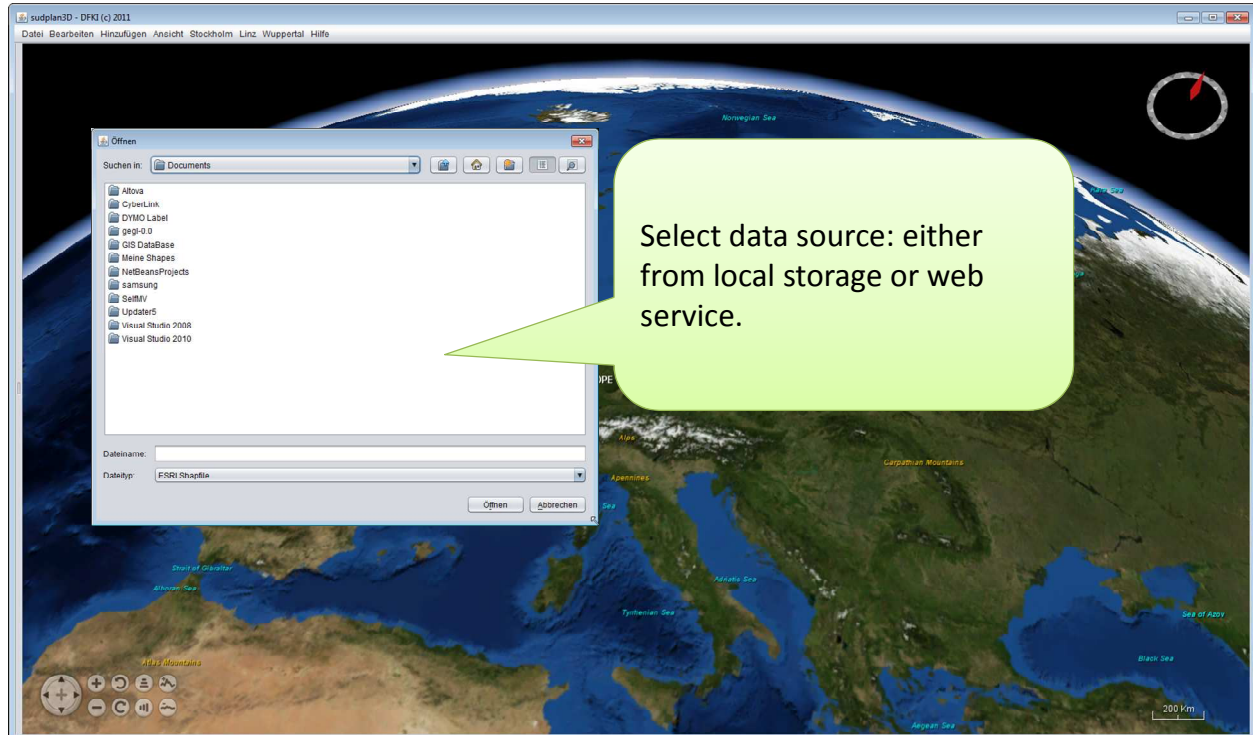 sudplan3D - DFKI (c) 2011
Datei Bearbeiten Hinzufügen Ansicht Stockholm Linz Wuppertal Hilfe
Norwegian Sea
Kara Sea
Öffnen
Suchen in: Documents
Altova
CyberLink
DYMO Label
gegl-0.0
GIS DataBase
Meine Shapes
NetBeansProjects
samsung
SelfMV
Updater5
Visual Studio 2008
Visual Studio 2010
Select data source: either
from local storage or web
service.
OPE
Dateiname:
Dateityp: ESRI Shapfile
Öffnen Abbrechen
Alps
Carpathian Mountains
Apennines
Sea
Strait of Gibraltar
Alboran Sea
Adriatic Sea
Tyrrhenian Sea
Sea of Azov
Atlas Mountains
Black Sea
200 Km
Aegean Sea